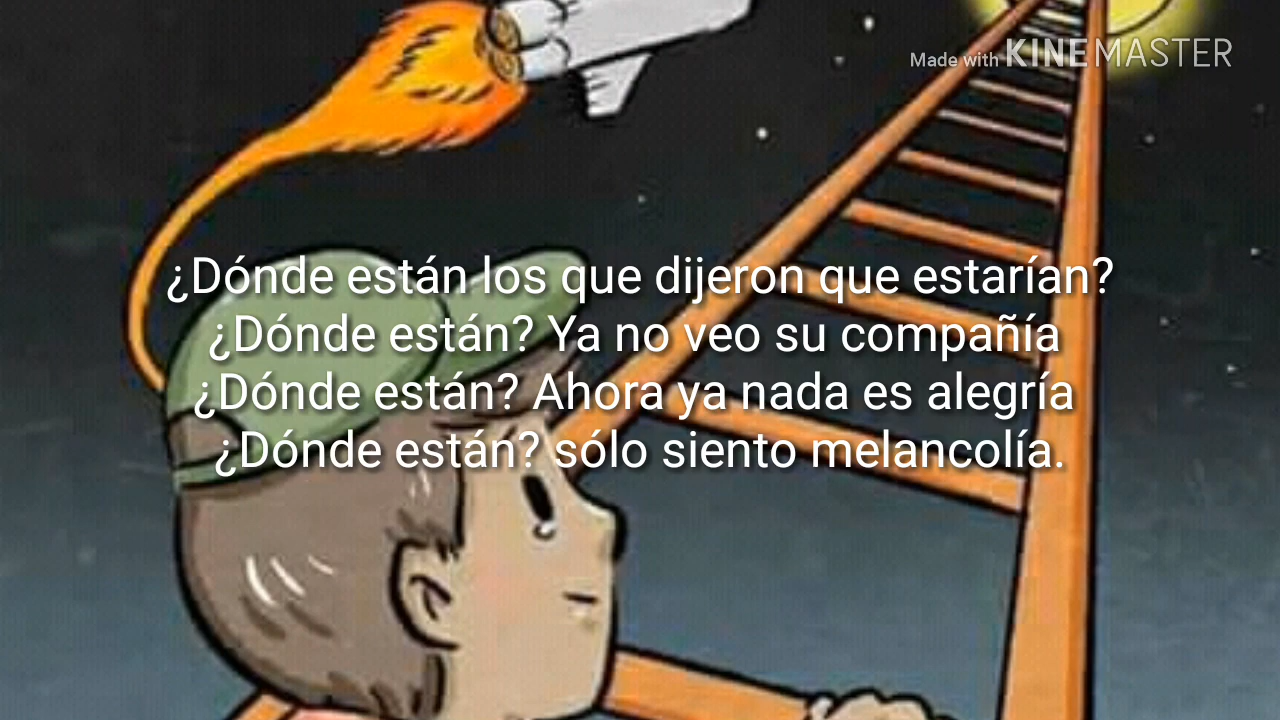 Made with KINEMASTER
¿Dónde están los que dijeron que estarían?
¿Dónde están? Ya no veo su compañía
¿Dónde están? Ahora ya nada es alegría
¿Dónde están? sólo siento melancolía.